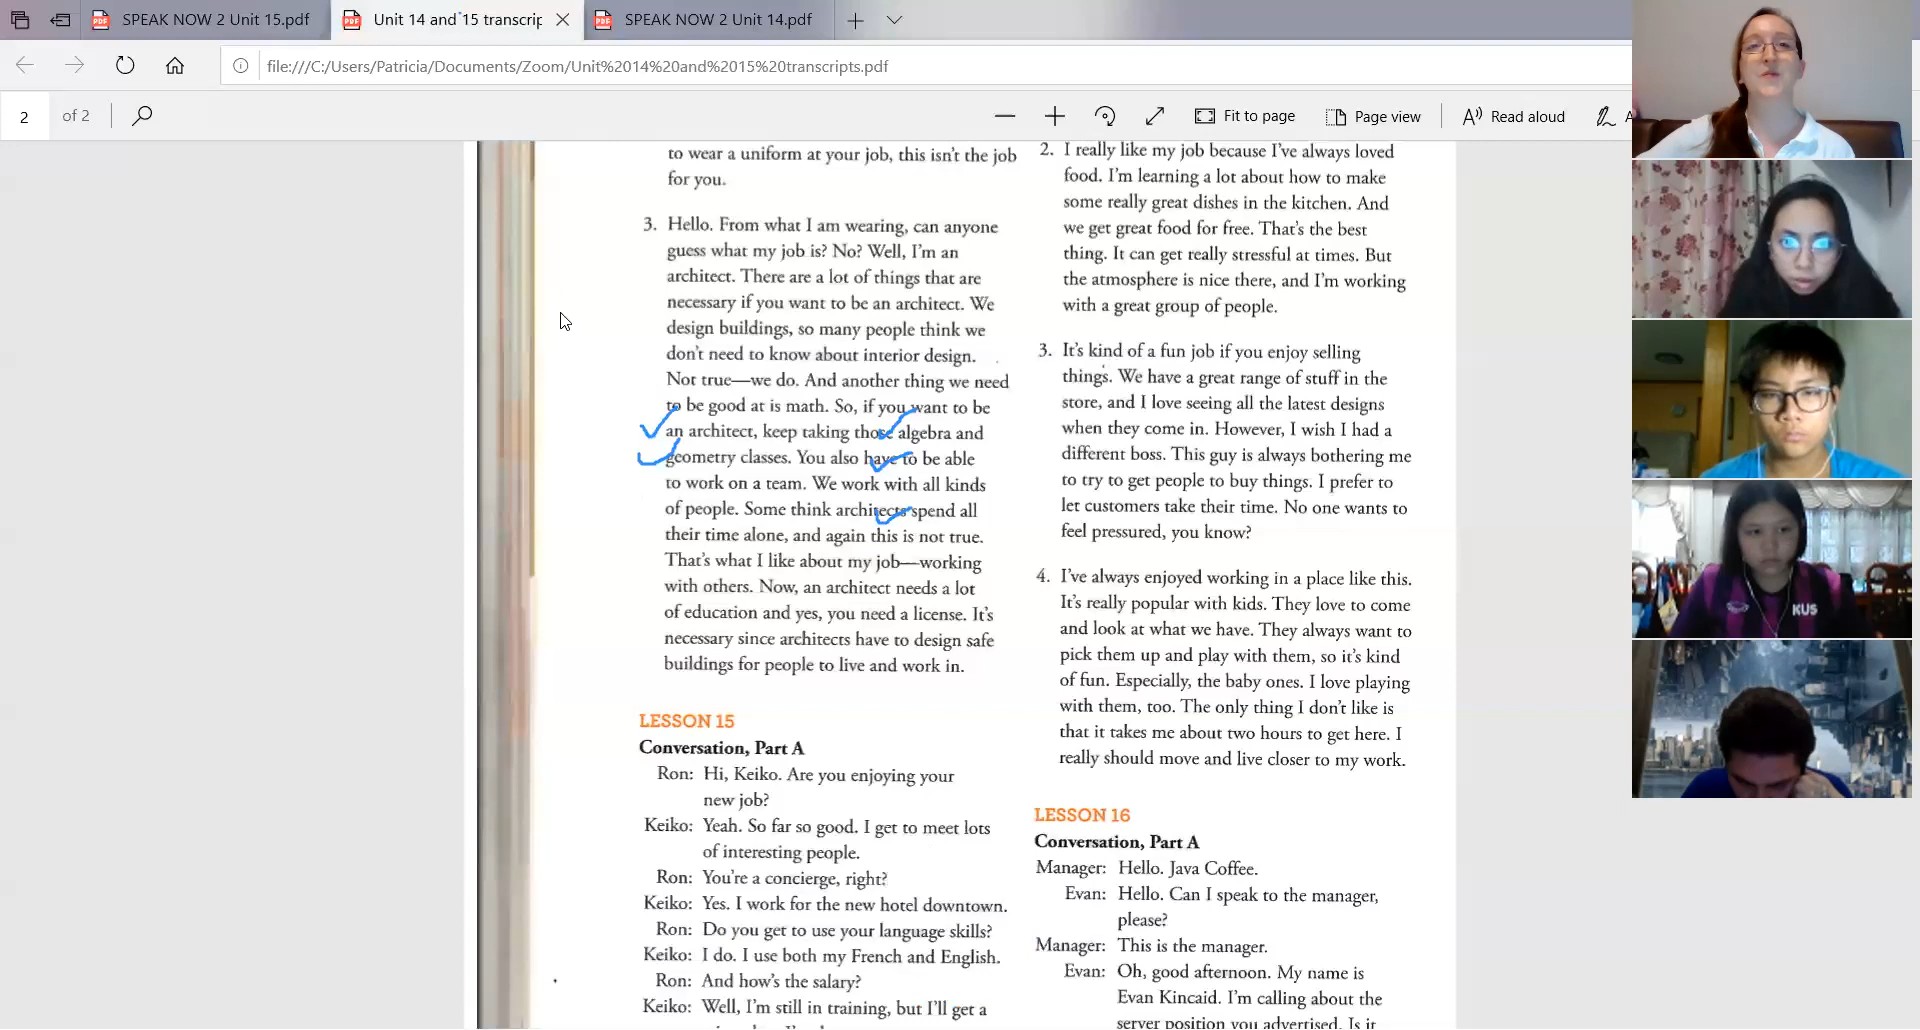 SPEAK NOW 2 Unit 15.pdf
Unit 14 and 15 transcrip
SPEAK NOW 2 Unit 14.pdf
file:///C:/Users/Patricia/Documents/Zoom/Unit%2014%20and%2015%20transcripts.pdf
2
of 2
Fit to page
Page view
Read aloud
to wear a uniform at your job, this isn't the job
for you.
3. Hello. From what I am wearing, can anyone
guess what my job is? No? Well, I'm an
architect. There are a lot of things that are
necessary if you want to be an architect. We
design buildings, so many people think we
don't need to know about interior design.
Not true—we do. And another thing we need
to be good at is math. So, if you want to be
an architect, keep taking those algebra and
geometry classes. You also have to be able
to work on a team. We work with all kinds
of people. Some think architects spend all
their time alone, and again this is not true.
That's what I like about my job—working
with others. Now, an architect needs a lot
of education and yes, you need a license. It's
necessary since architects have to design safe
buildings for people to live and work in.
LESSON 15
Conversation, Part A
Ron: Hi, Keiko. Are you enjoying your
new job?
Keiko: Yeah. So far so good. I get to meet lots
of interesting people.
Ron: You're a concierge, right?
Keiko: Yes. I work for the new hotel downtown.
Ron: Do you get to use your language skills?
Keiko: I do. I use both my French and English.
Ron: And how's the salary?
Keiko: Well, I'm still in training, but I'll get a
2. I really like my job because I've always loved
food. I'm learning a lot about how to make
some really great dishes in the kitchen. And
we get great food for free. That's the best
thing. It can get really stressful at times. But
the atmosphere is nice there, and I'm working
with a great group of people.
3. It's kind of a fun job if you enjoy selling
things. We have a great range of stuff in the
store, and I love seeing all the latest designs
when they come in. However, I wish I had a
different boss. This guy is always bothering me
to try to get people to buy things. I prefer to
let customers take their time. No one wants to
feel pressured, you know?
4. I've always enjoyed working in a place like this.
It's really popular with kids. They love to come
and look at what we have. They always want to
pick them up and play with them, so it's kind
of fun. Especially, the baby ones. I love playing
with them, too. The only thing I don't like is
that it takes me about two hours to get here. I
really should move and live closer to my work.
LESSON 16
Conversation, Part A
Manager: Hello. Java Coffee.
Evan: Hello. Can I speak to the manager,
please?
Manager: This is the manager.
Evan: Oh, good afternoon. My name is
Evan Kincaid. I'm calling about the
server position you advertised. Is it
KUS